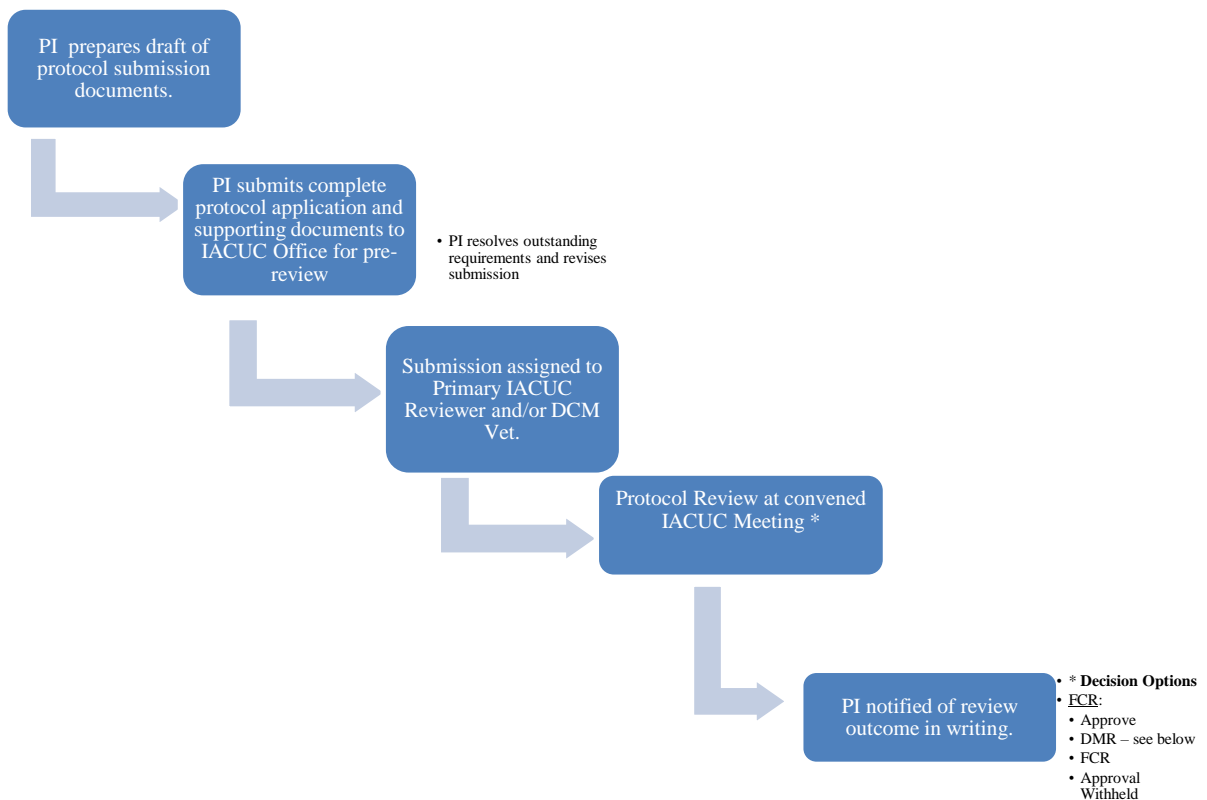 PI prepares draft of
protocol submission
documents.
PI submits complete
protocol application and
supporting documents to
IACUC Office for pre-
review
• PI resolves outstanding
requirements and revises
submission
Submission assigned to
Primary IACUC
Reviewer and/or DCM
Vet.
Protocol Review at convened
IACUC Meeting *
PI notified of review
outcome in writing.
• * Decision Options
• FCR:
• Approve
• DMR – see below
• FCR
• Approval
Withheld